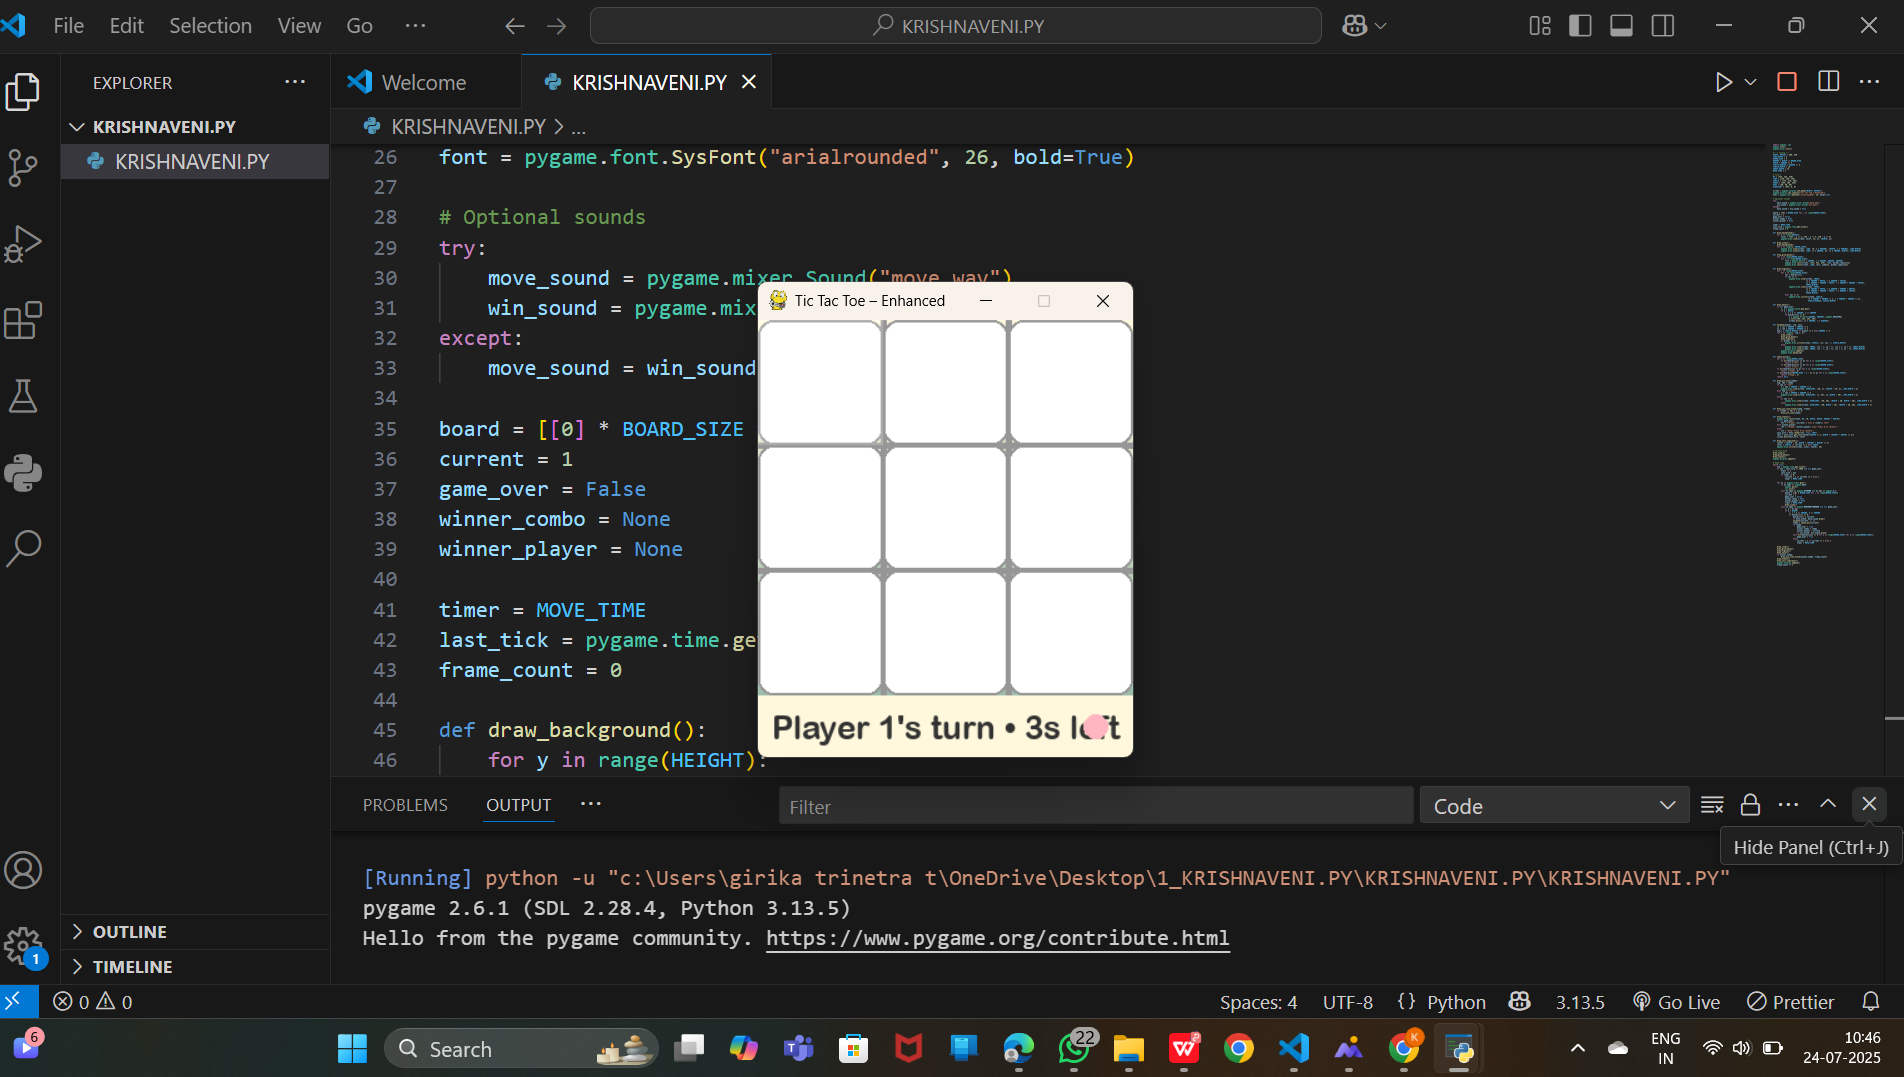 File Edit Selection View Go ···
KRISHNAVENI.PY
EXPLORER
Welcome
KRISHNAVENI.PY
KRISHNAVENI.PY
KRISHNAVENI.PY
KRISHNAVENI.PY > ...
26 font = pygame.font.SysFont("arialrounded", 26, bold=True)
27
28 # Optional sounds
29 try:
30 move_sound = pygame.mixer.Sound("move.wav")
31 win_sound = pygame.mix
32 except:
33 move_sound = win_sound
34
35 board = [[0] * BOARD_SIZE
36 current = 1
37 game_over = False
38 winner_combo = None
39 winner_player = None
40
41 timer = MOVE_TIME
42 last_tick = pygame.time.ge
43 frame_count = 0
44
45 def draw_background():
46 for y in range(HEIGHT):
Tic Tac Toe – Enhanced
Player 1's turn • 3s left
PROBLEMS OUTPUT ···
Filter
Code
Hide Panel (Ctrl+J)
[Running] python -u "c:\Users\girika trinetra t\OneDrive\Desktop\1_KRISHNAVENI.PY\KRISHNAVENI.PY\KRISHNAVENI.PY"
pygame 2.6.1 (SDL 2.28.4, Python 3.13.5)
Hello from the pygame community. https://www.pygame.org/contribute.html
OUTLINE
TIMELINE
1
0 0
Spaces: 4 UTF-8 {} Python 3.13.5 Go Live Prettier
6
Search
22
K
ENG
IN
10:46
24-07-2025